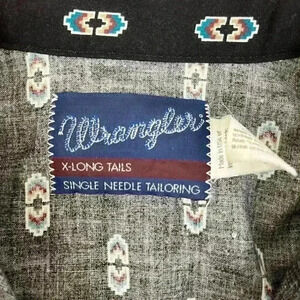 Wrangler
X-LONG TAILS
SINGLE NEEDLE TAILORING